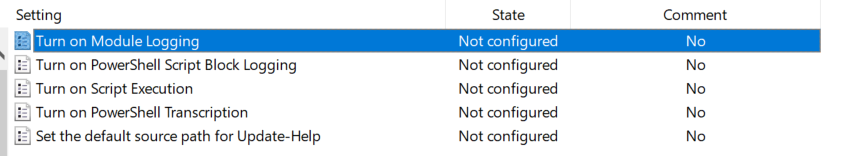 Setting State Comment
Turn on Module Logging Not configured No
Turn on PowerShell Script Block Logging Not configured No
Turn on Script Execution Not configured No
Turn on PowerShell Transcription Not configured No
Set the default source path for Update-Help Not configured No